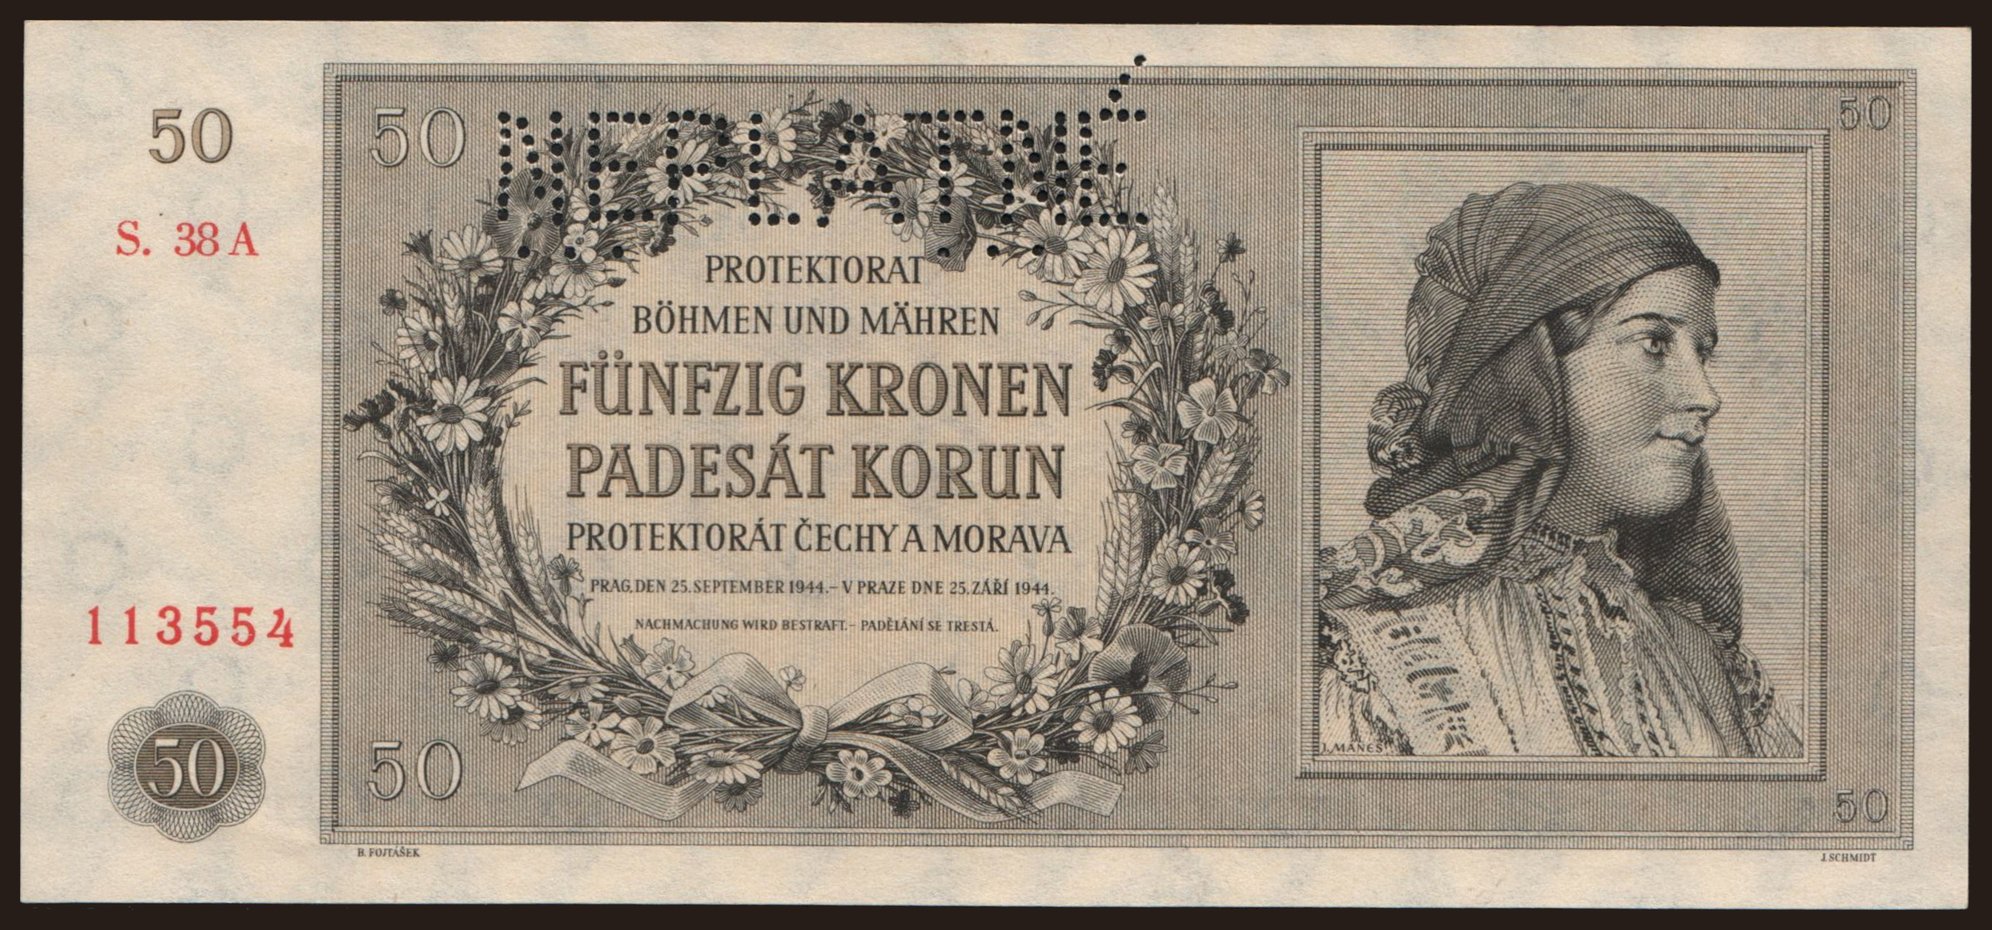 50
S. 38 A
113554
50
50
NEPLATNÉ
50
PROTEKTORAT
BÖHMEN UND MÄHREN
FÜNFZIG KRONEN
PADESÁT KORUN
PROTEKTORÁT ČECHY A MORAVA
PRAG, DEN 25. SEPTEMBER 1944. – V PRAZE DNE 25. ZÁŘÍ 1944.
NACHMACHUNG WIRD BESTRAFT. – PADĚLÁNÍ SE TRESTÁ.
J. MÁNES
50
50
B. FOJTÁŠEK
J. SCHMIDT